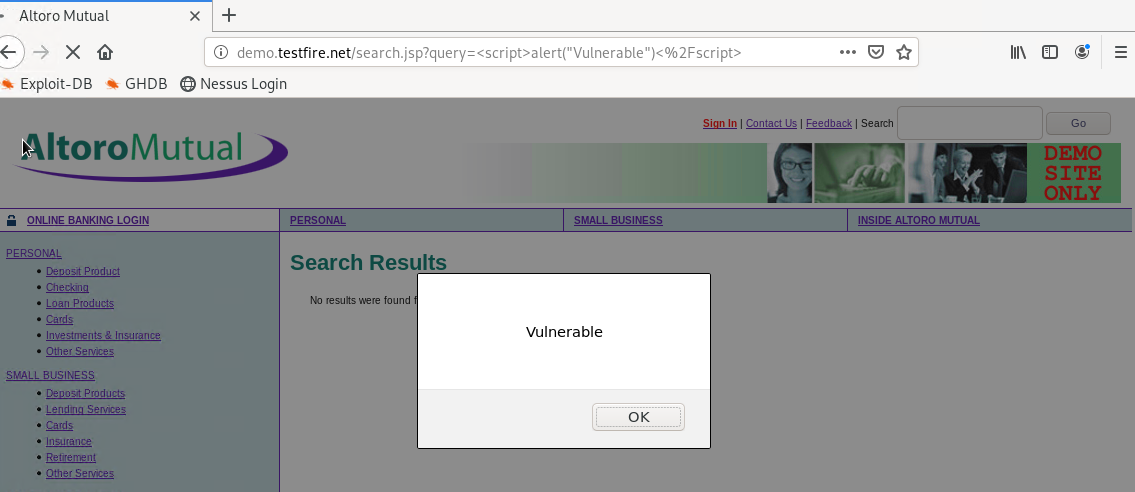 Altoro Mutual
demo.testfire.net/search.jsp?query=<script>alert("Vulnerable")<%2Fscript>
Exploit-DB GHDB Nessus Login
Sign In | Contact Us | Feedback | Search Go
AltoroMutual
DEMO
SITE
ONLY
ONLINE BANKING LOGIN PERSONAL SMALL BUSINESS INSIDE ALTORO MUTUAL
PERSONAL
Deposit Product
Checking
Loan Products
Cards
Investments & Insurance
Other Services
SMALL BUSINESS
Deposit Products
Lending Services
Cards
Insurance
Retirement
Other Services
Search Results
No results were found f
Vulnerable
OK